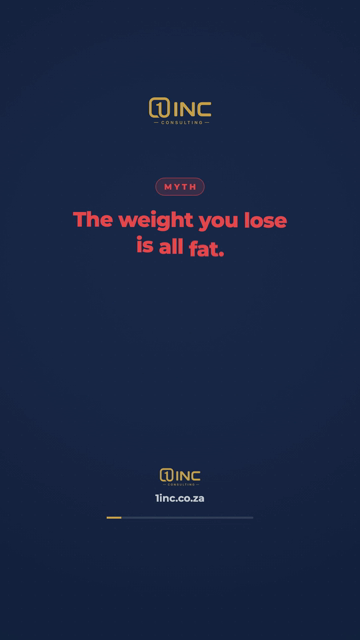 1INC
CONSULTING
MYTH
The weight you lose
is all fat.
1INC
CONSULTING
1inc.co.za